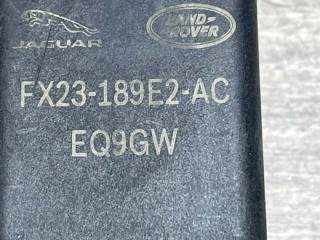 JAGUAR
LAND-
ROVER
FX23-189E2-AC
EQ9GW